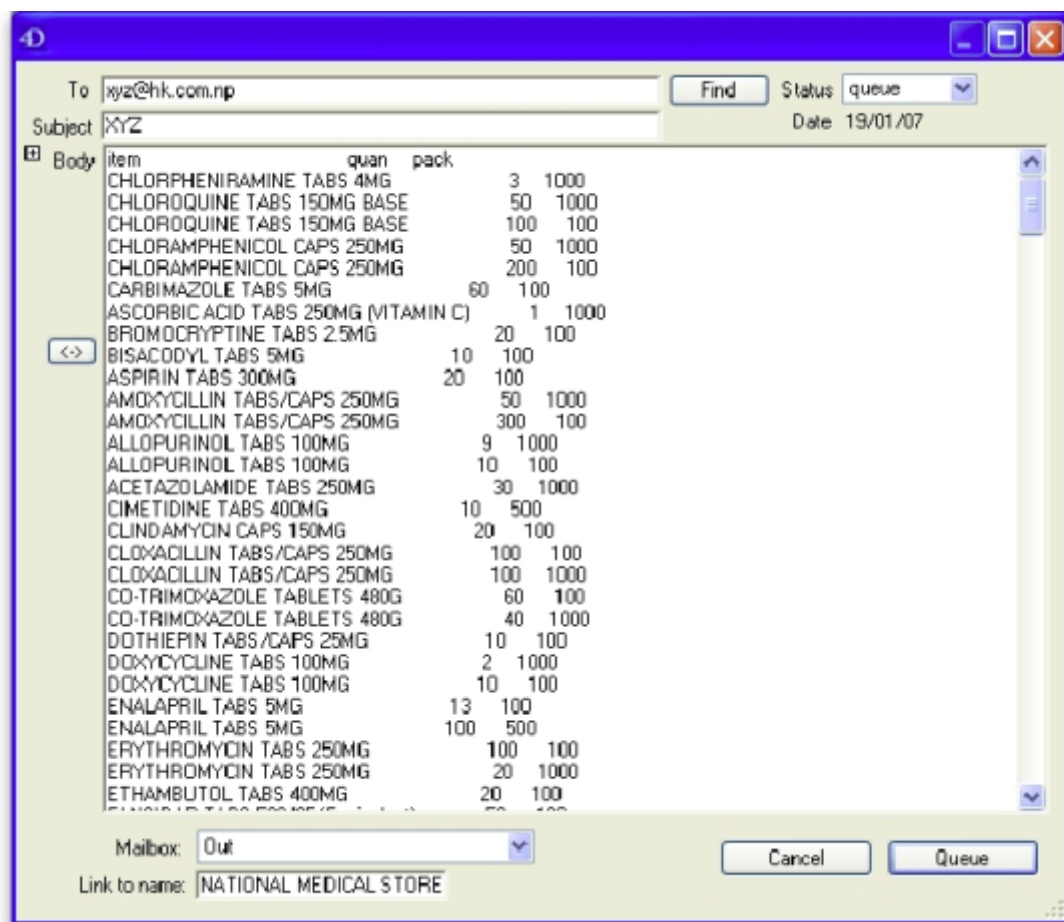 4D
To xyz@hk.com.np Find Status queue
Subject XYZ Date 19/01/07
Body item quan pack
CHLORPHENIRAMINE TABS 4MG 3 1000
CHLOROQUINE TABS 150MG BASE 50 1000
CHLOROQUINE TABS 150MG BASE 100 100
CHLORAMPHENICOL CAPS 250MG 50 1000
CHLORAMPHENICOL CAPS 250MG 200 100
CARBIMAZOLE TABS 5MG 60 100
ASCORBIC ACID TABS 250MG (VITAMIN C) 1 1000
BROMOCRYPTINE TABS 2.5MG 20 100
<-> BISACODYL TABS 5MG 10 100
ASPIRIN TABS 300MG 20 100
AMOXYCILLIN TABS/CAPS 250MG 50 1000
AMOXYCILLIN TABS/CAPS 250MG 300 100
ALLOPURINOL TABS 100MG 9 1000
ALLOPURINOL TABS 100MG 10 100
ACETAZOLAMIDE TABS 250MG 30 1000
CIMETIDINE TABS 400MG 10 500
CLINDAMYCIN CAPS 150MG 20 100
CLOXACILLIN TABS/CAPS 250MG 100 100
CLOXACILLIN TABS/CAPS 250MG 100 1000
CO-TRIMOXAZOLE TABLETS 480G 60 100
CO-TRIMOXAZOLE TABLETS 480G 40 1000
DOTHIEPIN TABS/CAPS 25MG 10 100
DOXYCYCLINE TABS 100MG 2 1000
DOXYCYCLINE TABS 100MG 10 100
ENALAPRIL TABS 5MG 13 100
ENALAPRIL TABS 5MG 100 500
ERYTHROMYCIN TABS 250MG 100 100
ERYTHROMYCIN TABS 250MG 20 1000
ETHAMBUTOL TABS 400MG 20 100
Mailbox: Out Cancel Queue
Link to name: NATIONAL MEDICAL STORE